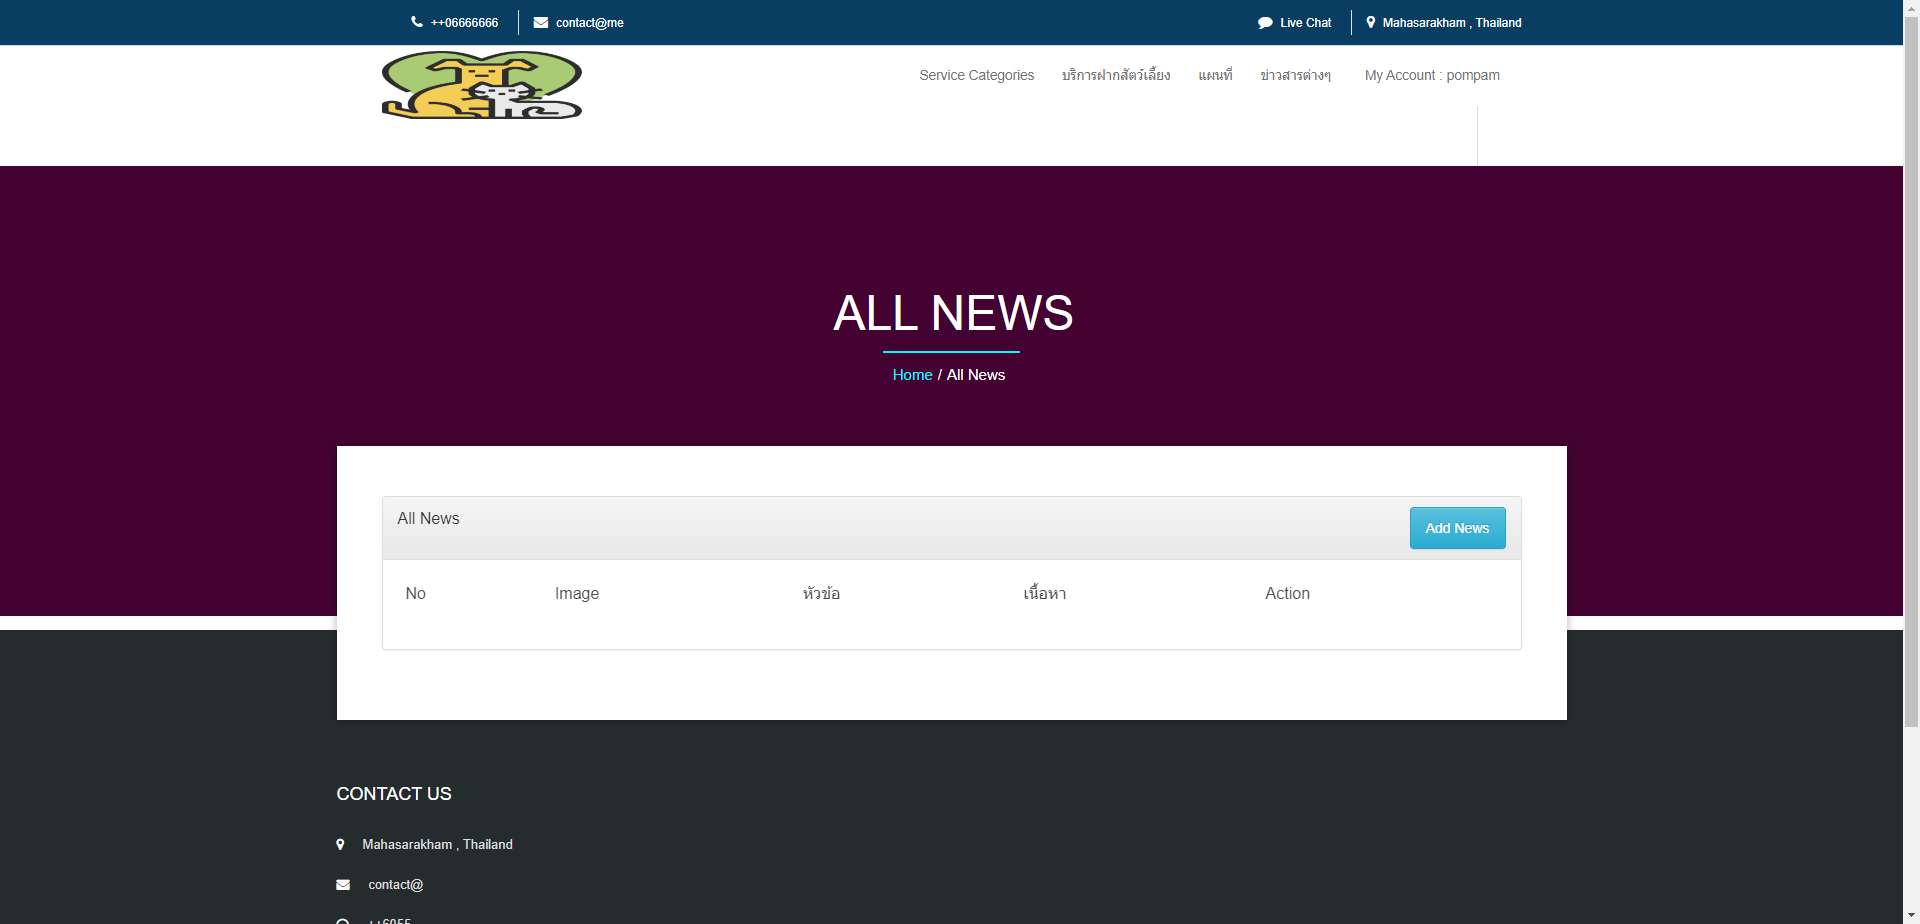 ++06666666
contact@me
Live Chat
Mahasarakham , Thailand
Service Categories
บริการฝากสัตว์เลี้ยง
แผนที่
ข่าวสารต่างๆ
My Account : pompam
ALL NEWS
Home / All News
All News
Add News
No
Image
หัวข้อ
เนื้อหา
Action
CONTACT US
Mahasarakham , Thailand
contact@